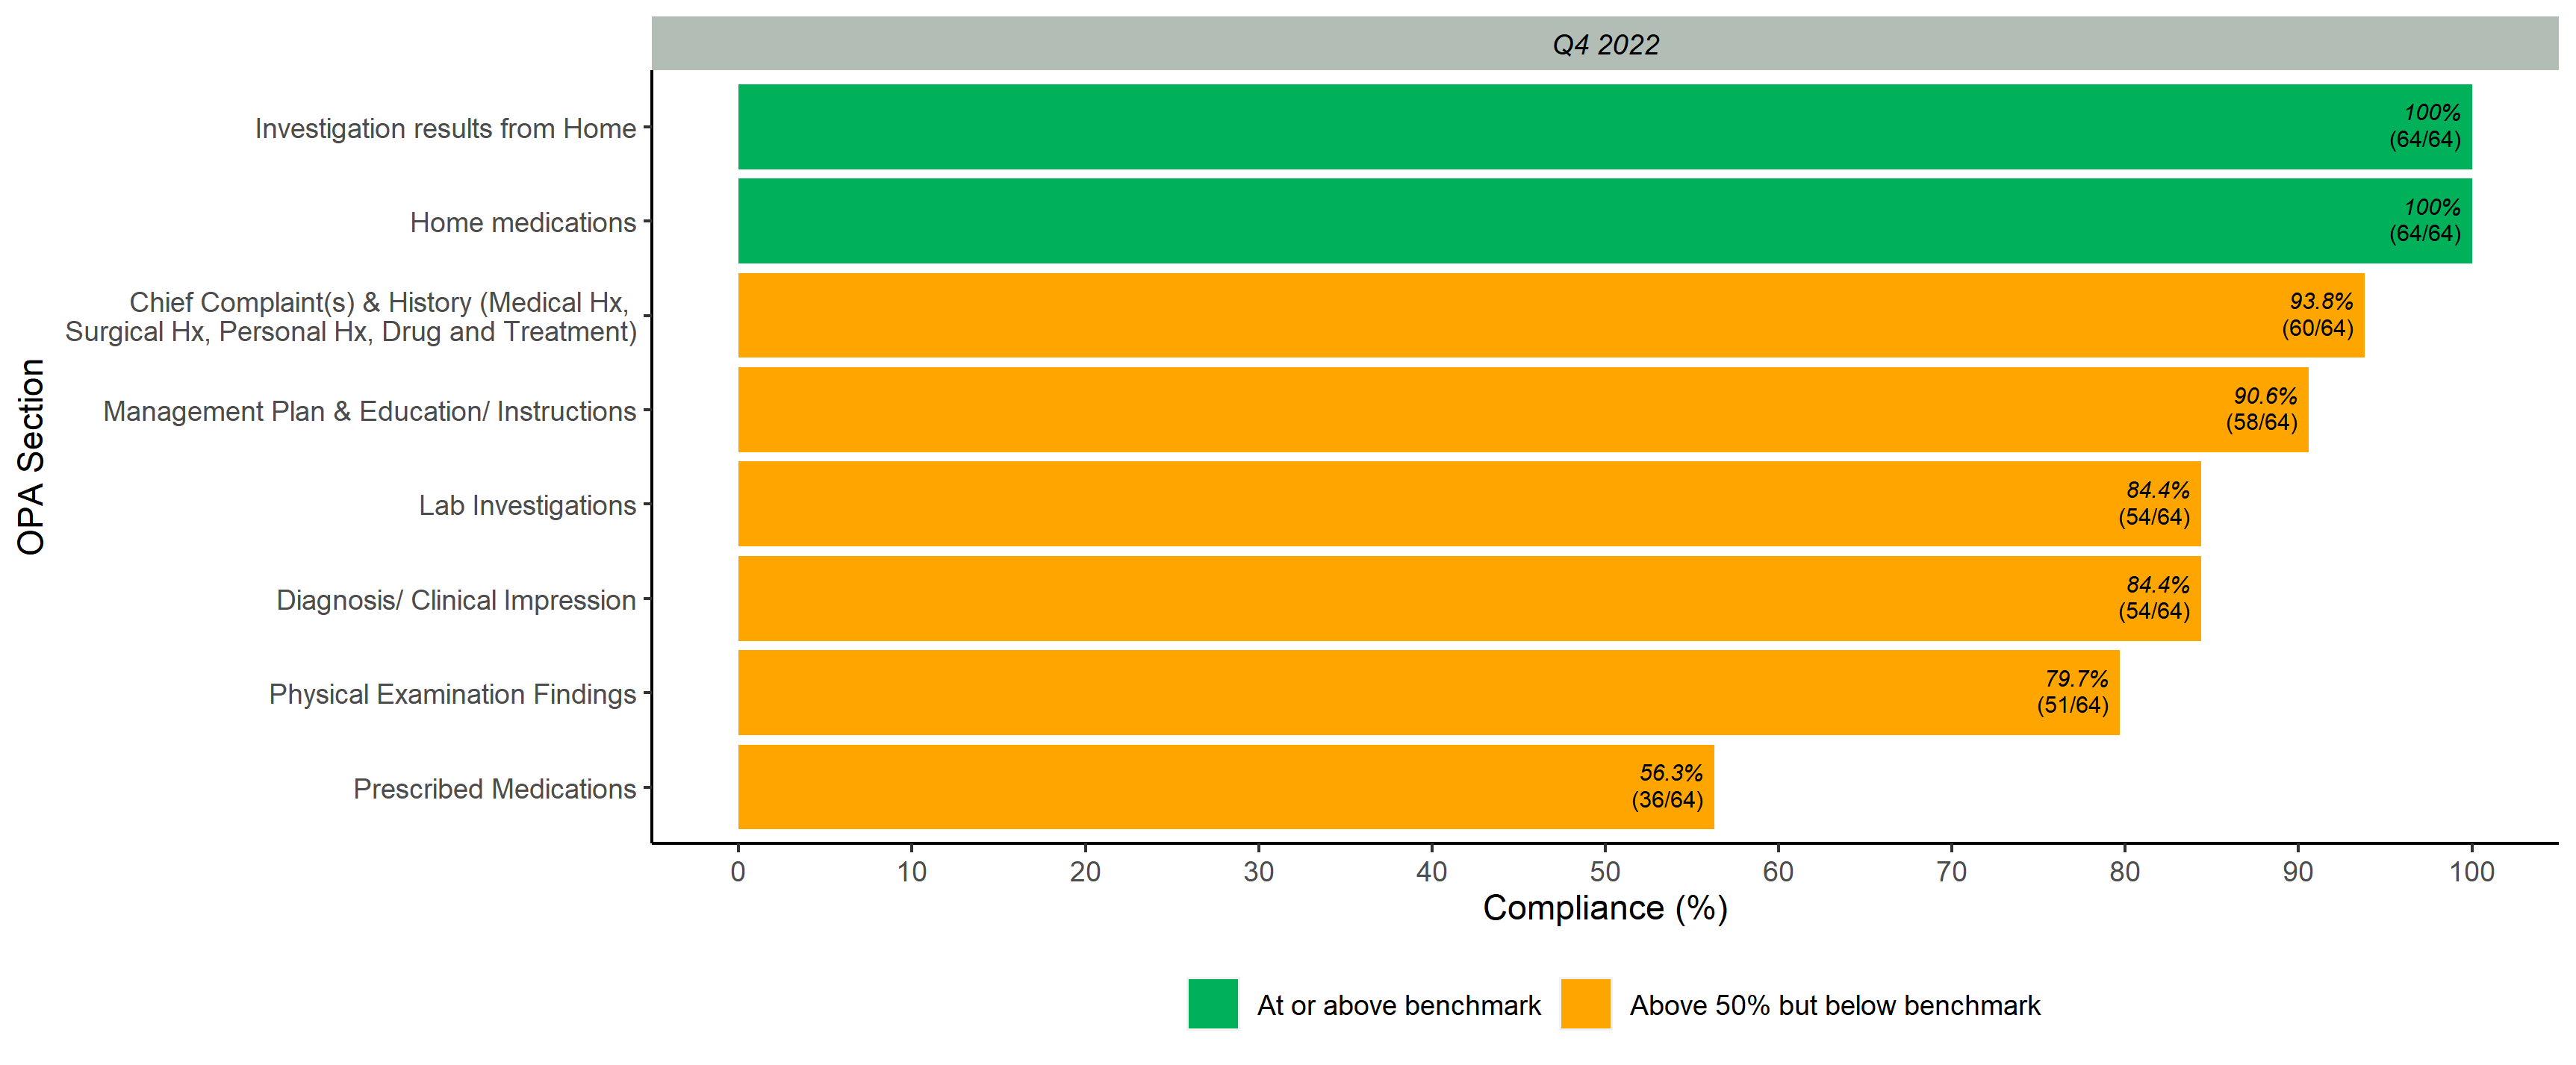 Q4 2022
OPA Section
Investigation results from Home
100%
(64/64)
Home medications
100%
(64/64)
Chief Complaint(s) & History (Medical Hx,
Surgical Hx, Personal Hx, Drug and Treatment)
93.8%
(60/64)
Management Plan & Education/ Instructions
90.6%
(58/64)
Lab Investigations
84.4%
(54/64)
Diagnosis/ Clinical Impression
84.4%
(54/64)
Physical Examination Findings
79.7%
(51/64)
Prescribed Medications
56.3%
(36/64)
0 10 20 30 40 50 60 70 80 90 100
Compliance (%)
At or above benchmark Above 50% but below benchmark